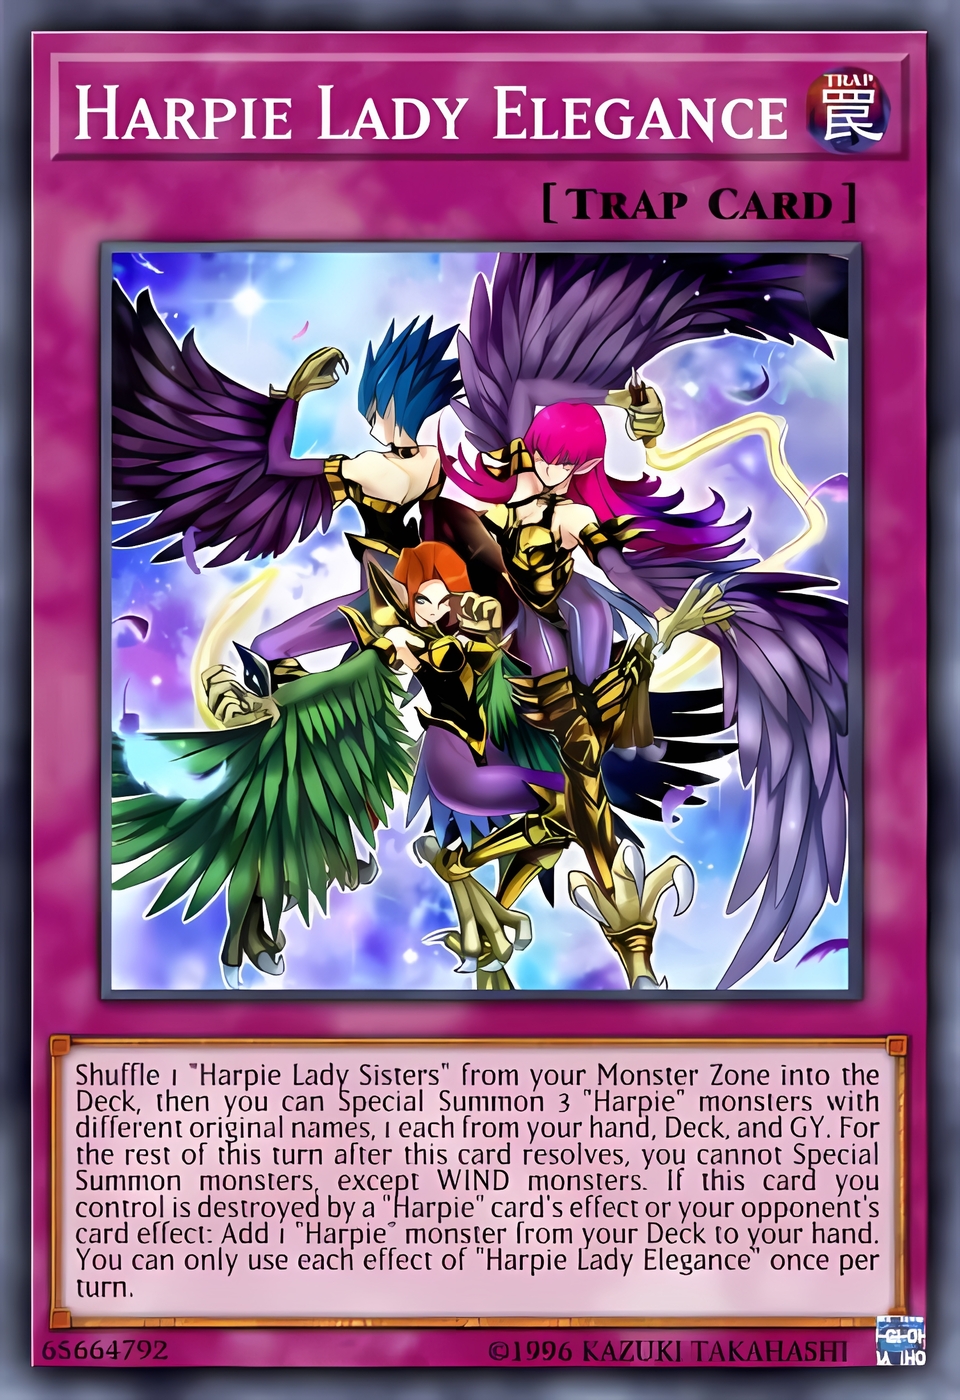 Harpie Lady Elegance
TRAP
罠
[Trap Card]
Shuffle 1 "Harpie Lady Sisters" from your Monster Zone into the
Deck, then you can Special Summon 3 "Harpie" monsters with
different original names, 1 each from your hand, Deck, and GY. For
the rest of this turn after this card resolves, you cannot Special
Summon monsters, except WIND monsters. If this card you
control is destroyed by a "Harpie" card's effect or your opponent's
card effect: Add 1 "Harpie" monster from your Deck to your hand.
You can only use each effect of "Harpie Lady Elegance" once per
turn.
65664792
©1996 KAZUKI TAKAHASHI